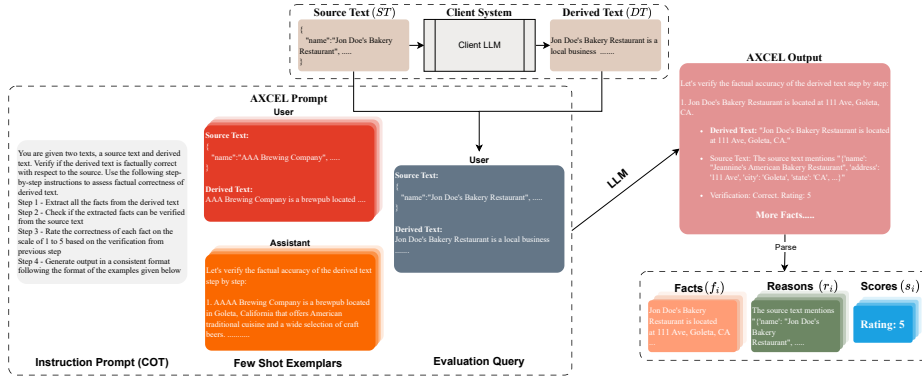 Source Text (ST)
Client System
Derived Text (DT)
{
"name":"Jon Doe's Bakery
Restaurant", .....
}
Client LLM
Jon Doe's Bakery Restaurant is a
local business .......
AXCEL Prompt
User
Source Text:
{
"name":"AAA Brewing Company", .....
}
Derived Text:
AAA Brewing Company is a brewpub located ....
You are given two texts, a source text and derived
text. Verify if the derived text is factually correct
with respect to the source. Use the following step-
by-step instructions to assess factual correctness of
derived text.
Step 1 - Extract all the facts from the derived text
Step 2 - Check if the extracted facts can be verified
from the source text
Step 3 - Rate the correctness of each fact on the
scale of 1 to 5 based on the verification from
previous step
Step 4 - Generate output in a consistent format
following the format of the examples given below
Assistant
Let's verify the factual accuracy of the derived text
step by step:
1. AAAA Brewing Company is a brewpub located
in Goleta, California that offers American
traditional cuisine and a wide selection of craft
beers. ..........
User
Source Text:
{
"name":"Jon Doe's Bakery Restaurant", .....
}
Derived Text:
Jon Doe's Bakery Restaurant is a local business
.......
Instruction Prompt (COT)
Few Shot Exemplars
Evaluation Query
LLM
AXCEL Output
Let's verify the factual accuracy of the derived text step by step:
1. Jon Doe's Bakery Restaurant is located at 111 Ave, Goleta,
CA.
• Derived Text: "Jon Doe's Bakery Restaurant is located
at 111 Ave, Goleta, CA."
• Source Text: The source text mentions "{'name':
"Jeannine's American Bakery Restaurant", 'address':
'111 Ave', 'city': 'Goleta', 'state': 'CA', ...}"
• Verification: Correct. Rating: 5
More Facts.....
Parse
Facts (fᵢ)
Reasons (rᵢ)
Scores (sᵢ)
Jon Doe's Bakery
Restaurant is located
at 111 Ave, Goleta, CA
...
The source text mentions
"{'name': "Jon Doe's
Bakery
Restaurant", .....
Rating: 5